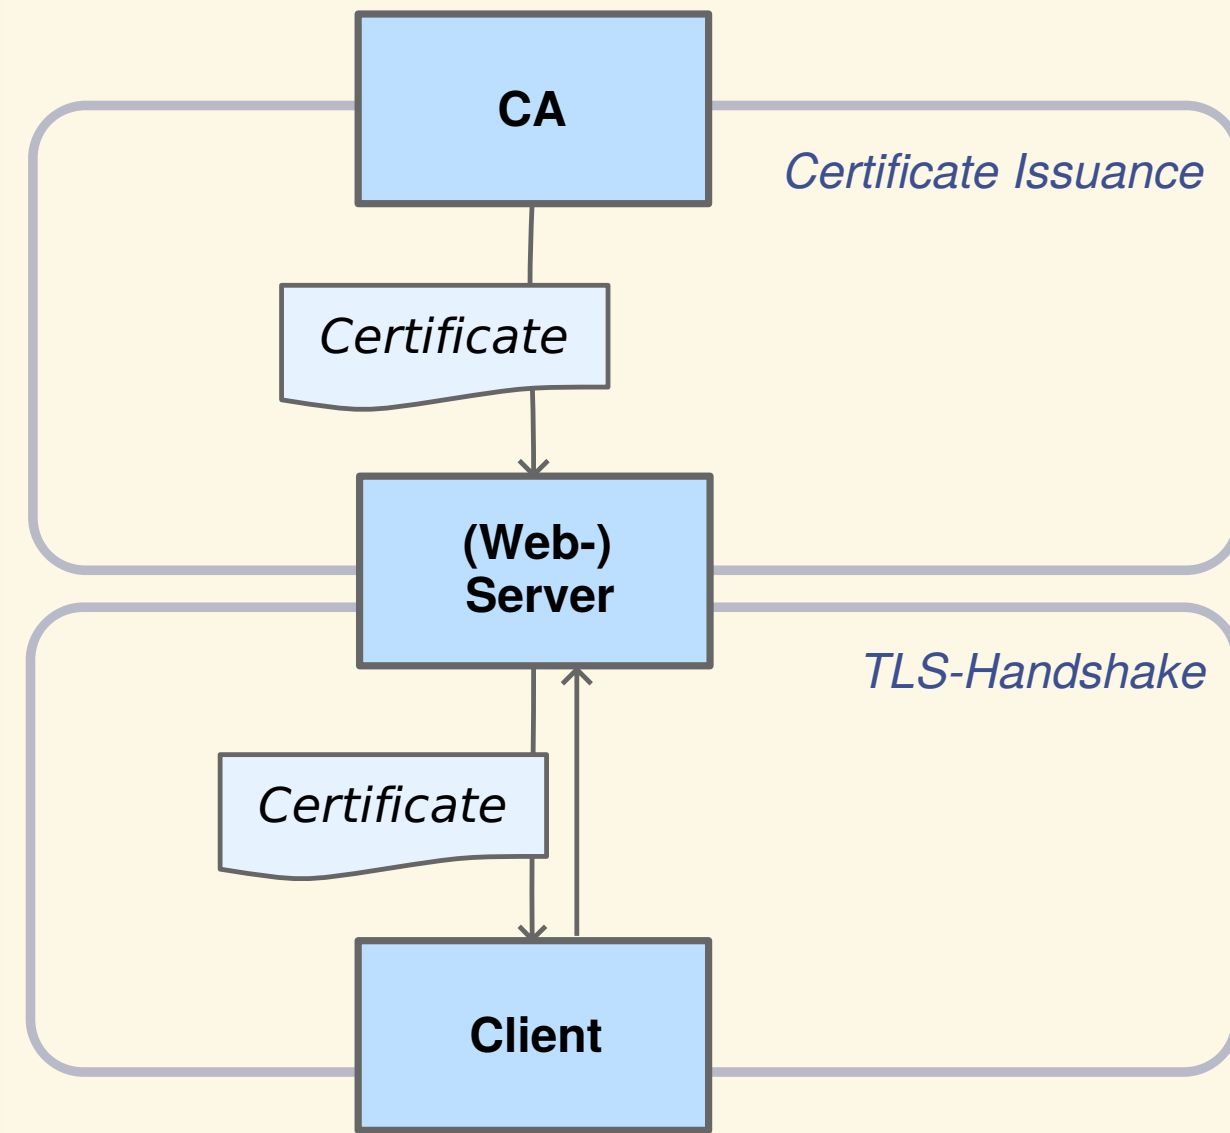 CA
Certificate Issuance
Certificate
(Web-)
Server
TLS-Handshake
Certificate
Client